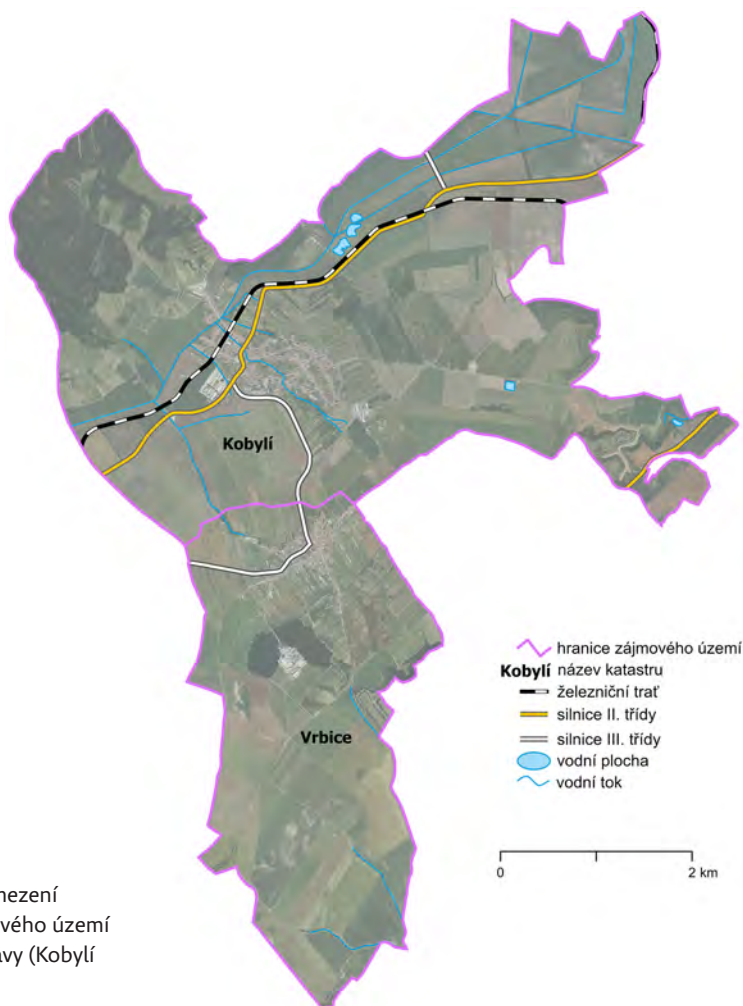 Kobylí
Vrbice
hranice zájmového území
Kobylí název katastru
železniční trať
silnice II. třídy
silnice III. třídy
vodní plocha
vodní tok
0 2 km
mezení
vého území
avy (Kobylí